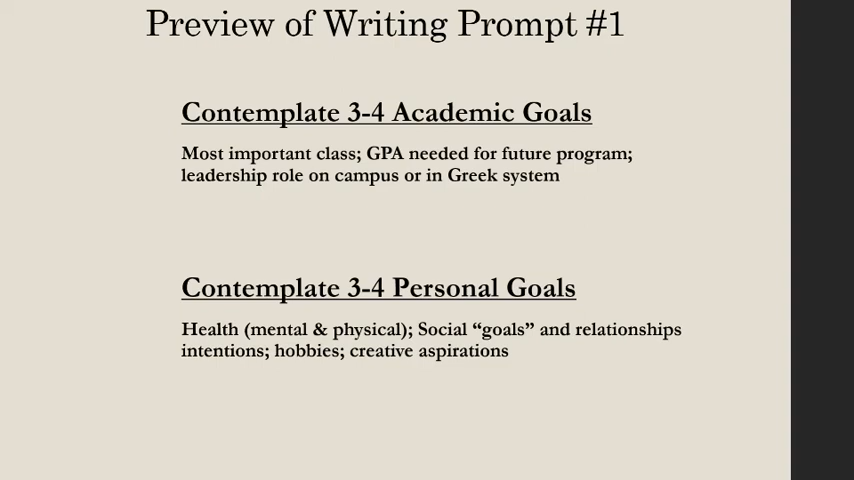 Preview of Writing Prompt #1
Contemplate 3-4 Academic Goals
Most important class; GPA needed for future program;
leadership role on campus or in Greek system
Contemplate 3-4 Personal Goals
Health (mental & physical); Social “goals” and relationships
intentions; hobbies; creative aspirations